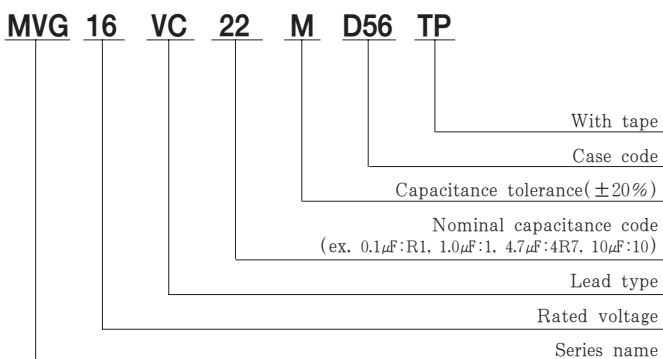 MVG 16 VC 22 M D56 TP
With tape
Case code
Capacitance tolerance(±20%)
Nominal capacitance code
(ex. 0.1μF:R1, 1.0μF:1, 4.7μF:4R7, 10μF:10)
Lead type
Rated voltage
Series name